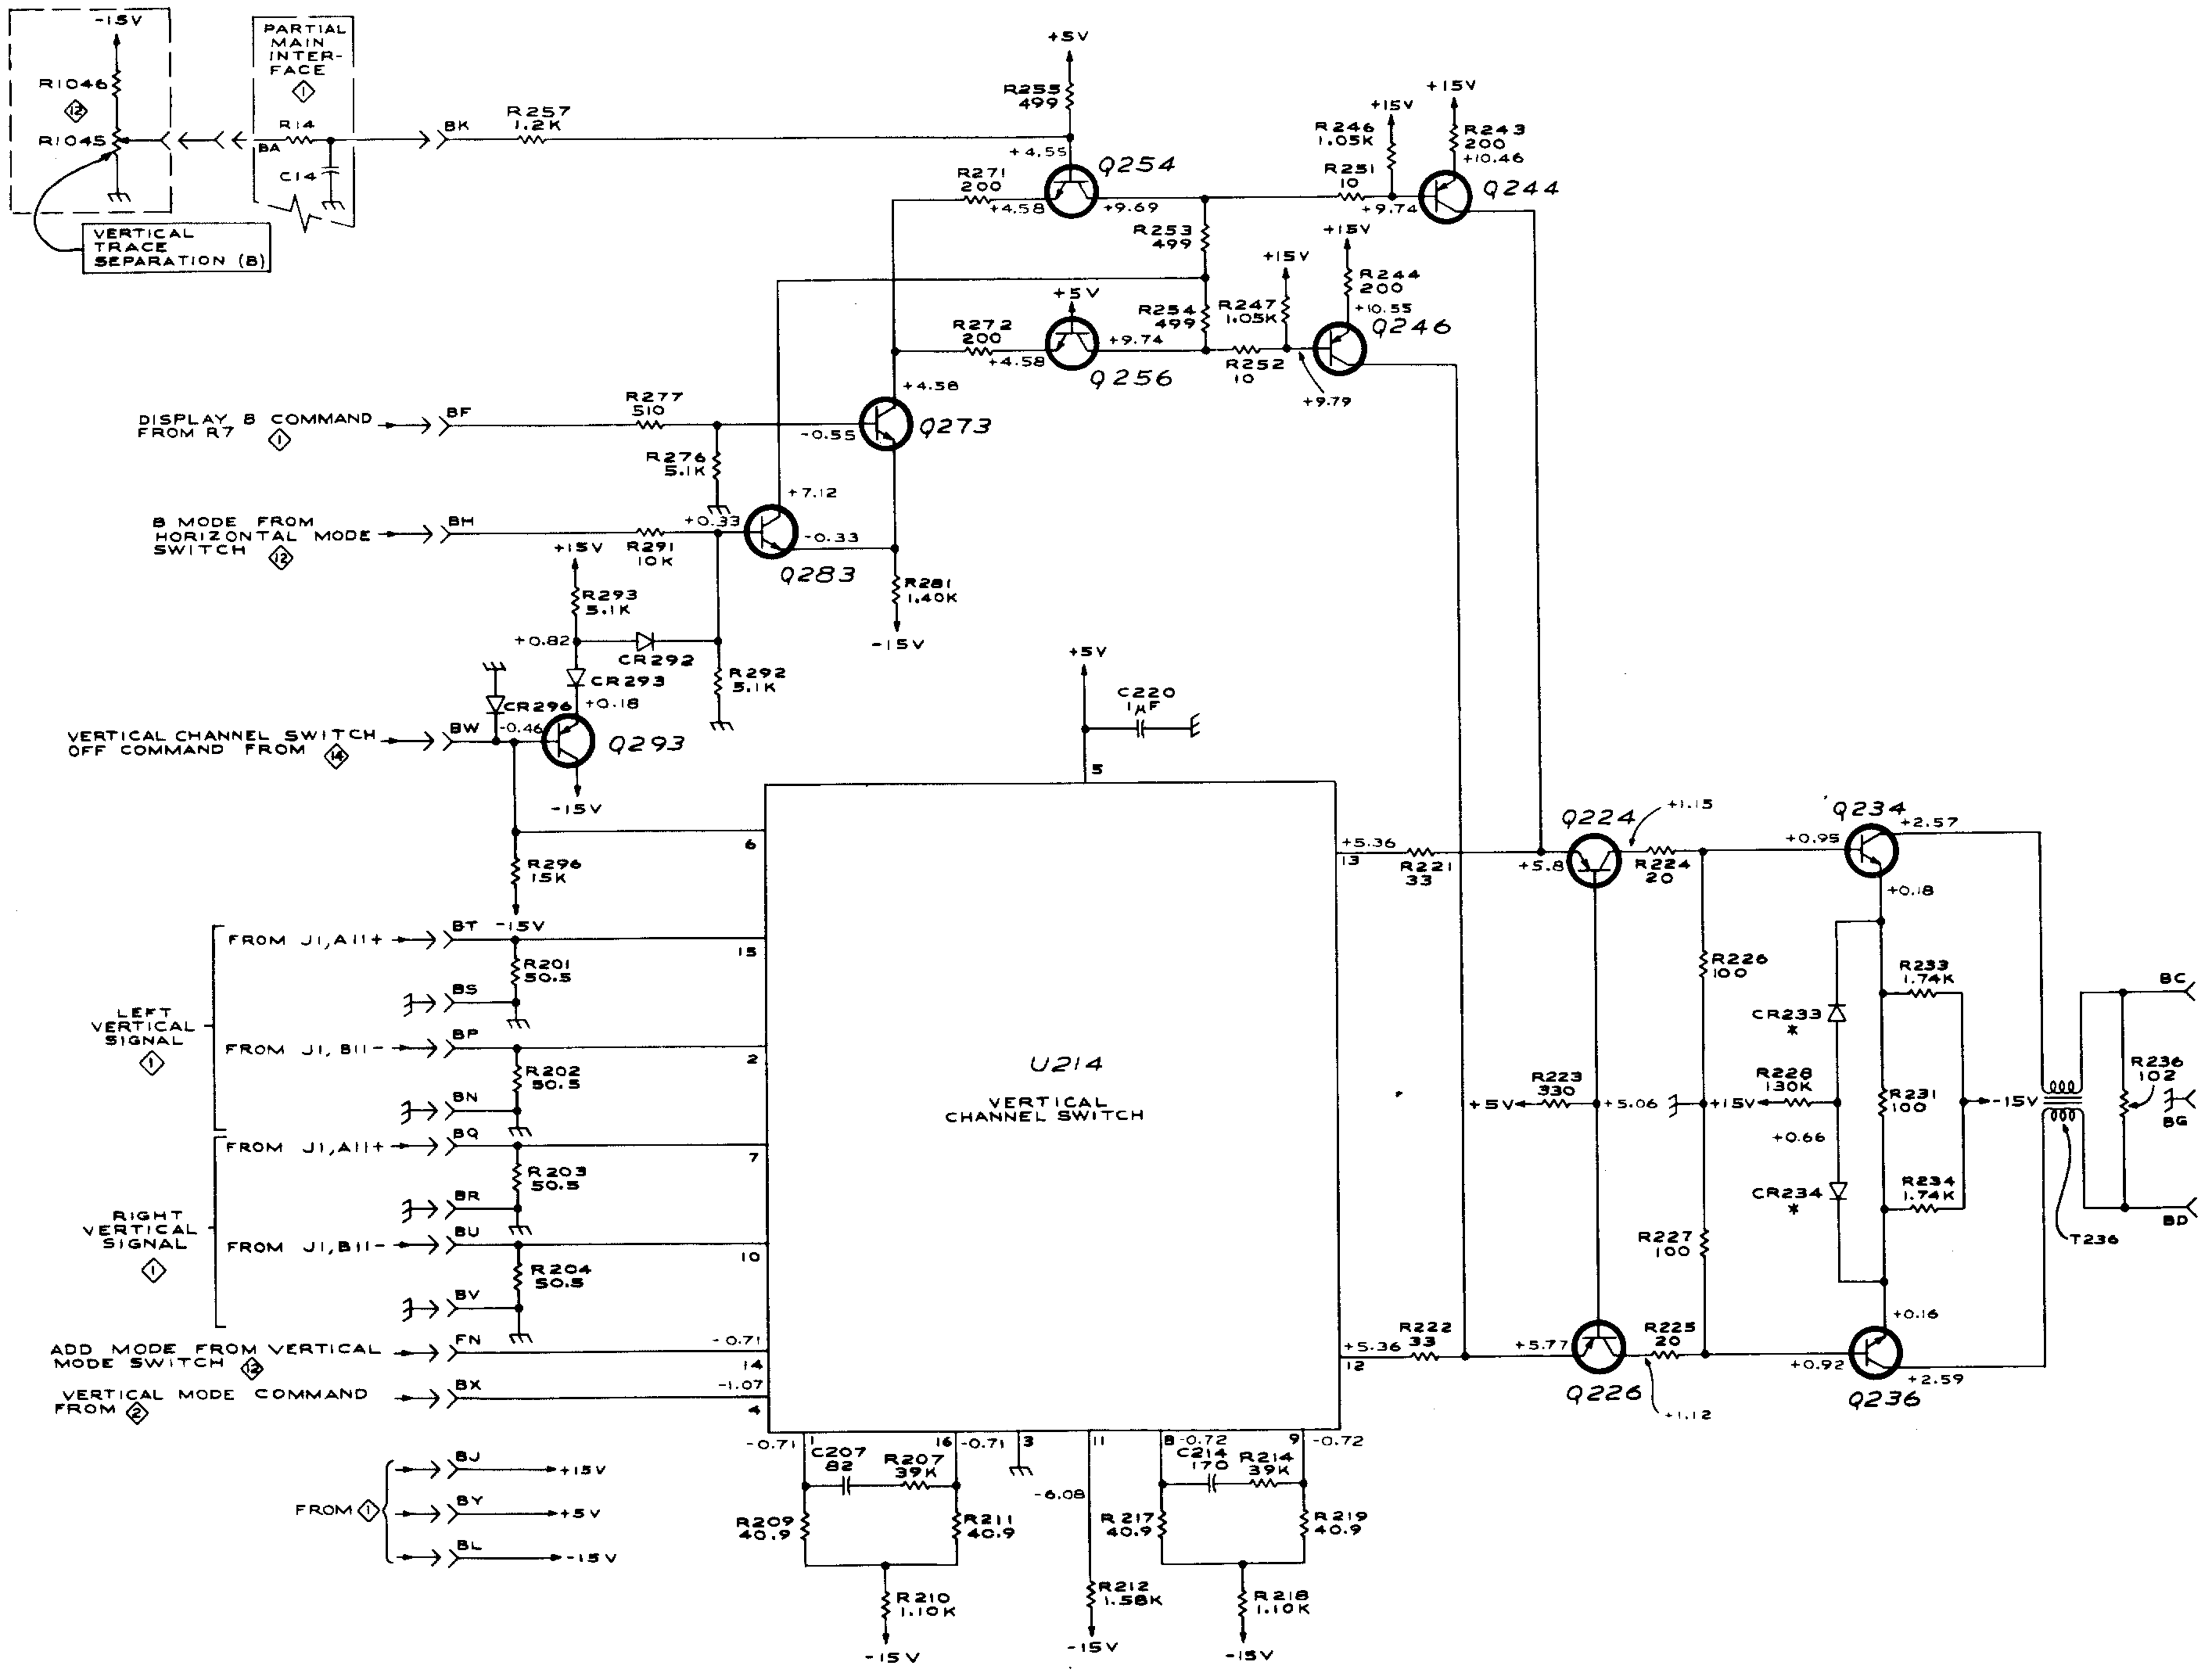 -15V
R1046
12
R1045
VERTICAL
TRACE
SEPARATION (B)
PARTIAL
MAIN
INTER-
FACE
1
R14
BA
C14
BK
R257
1.2K
+5V
R255
499
+4.55
Q254
R271
200
+4.58
+9.69
R253
499
R251
10
+9.74
R246
1.05K
+15V
+15V
R243
200
+10.46
Q244
+15V
R244
200
+10.55
Q246
+15V
R247
1.05K
R254
499
+5V
R272
200
+4.58
+9.74
Q256
R252
10
+9.79
+4.58
DISPLAY B COMMAND
FROM R7
1
BF
R277
510
-0.55
Q273
R276
5.1K
+7.12
B MODE FROM
HORIZONTAL MODE
SWITCH
12
BH
R291
10K
+0.33
-0.33
Q283
R281
1.40K
-15V
+15V
R293
5.1K
+0.82
CR292
CR293
R292
5.1K
CR296
+0.18
VERTICAL CHANNEL SWITCH
OFF COMMAND FROM
14
BW
-0.46
Q293
-15V
+5V
C220
1µF
5
6
R296
15K
-15V
LEFT
VERTICAL
SIGNAL
1
FROM J1,A11+
BT
15
R201
50.5
BS
FROM J1,B11-
BP
2
R202
50.5
BN
RIGHT
VERTICAL
SIGNAL
1
FROM J1,A11+
BQ
7
R203
50.5
BR
FROM J1,B11-
BU
10
R204
50.5
BV
ADD MODE FROM VERTICAL
MODE SWITCH
12
FN
-0.71
14
VERTICAL MODE COMMAND
FROM
2
BX
-1.07
4
U214
VERTICAL
CHANNEL SWITCH
FROM
1
BJ
+15V
BY
+5V
BL
-15V
-0.71
1
16
-0.71
3
11
8
-0.72
9
-0.72
C207
82
R207
39K
R209
40.9
R211
40.9
R210
1.10K
-15V
-6.08
R212
1.58K
-15V
C214
170
R214
39K
R217
40.9
R219
40.9
R218
1.10K
-15V
+5.36
13
R221
33
+5.8
Q224
+1.15
R224
20
+0.95
Q234
+2.57
+0.18
R226
100
R233
1.74K
CR233
*
R223
330
+5V
+5.06
+15V
R228
130K
+0.66
R231
100
-15V
CR234
*
R234
1.74K
R227
100
+5.36
12
R222
33
+5.77
Q226
R225
20
+1.12
+0.92
+0.16
Q236
+2.59
T236
BC
R236
102
BG
BD